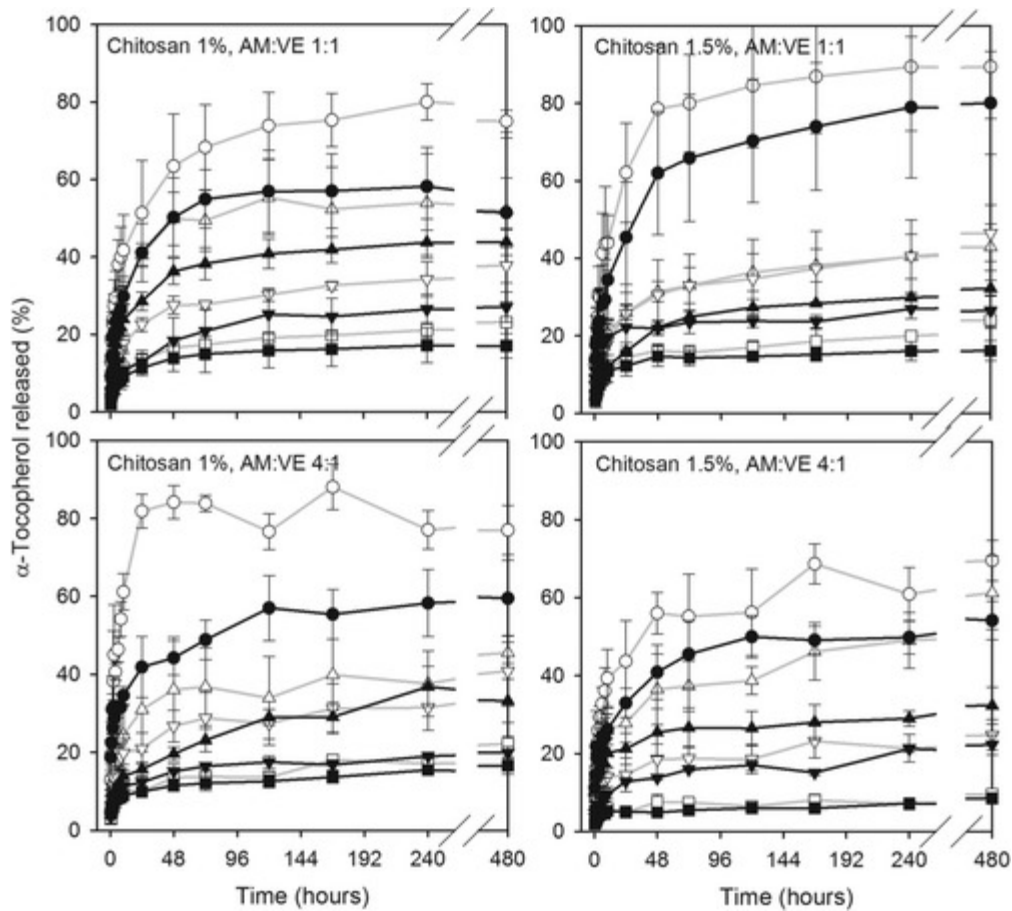 Chitosan 1%, AM:VE 1:1
Chitosan 1.5%, AM:VE 1:1
100
80
60
40
20
0
100
80
60
40
20
0
Chitosan 1%, AM:VE 4:1
Chitosan 1.5%, AM:VE 4:1
100
80
60
40
20
0
100
80
60
40
20
0
α-Tocopherol released (%)
0 48 96 144 192 240 480
0 48 96 144 192 240 480
Time (hours)
Time (hours)